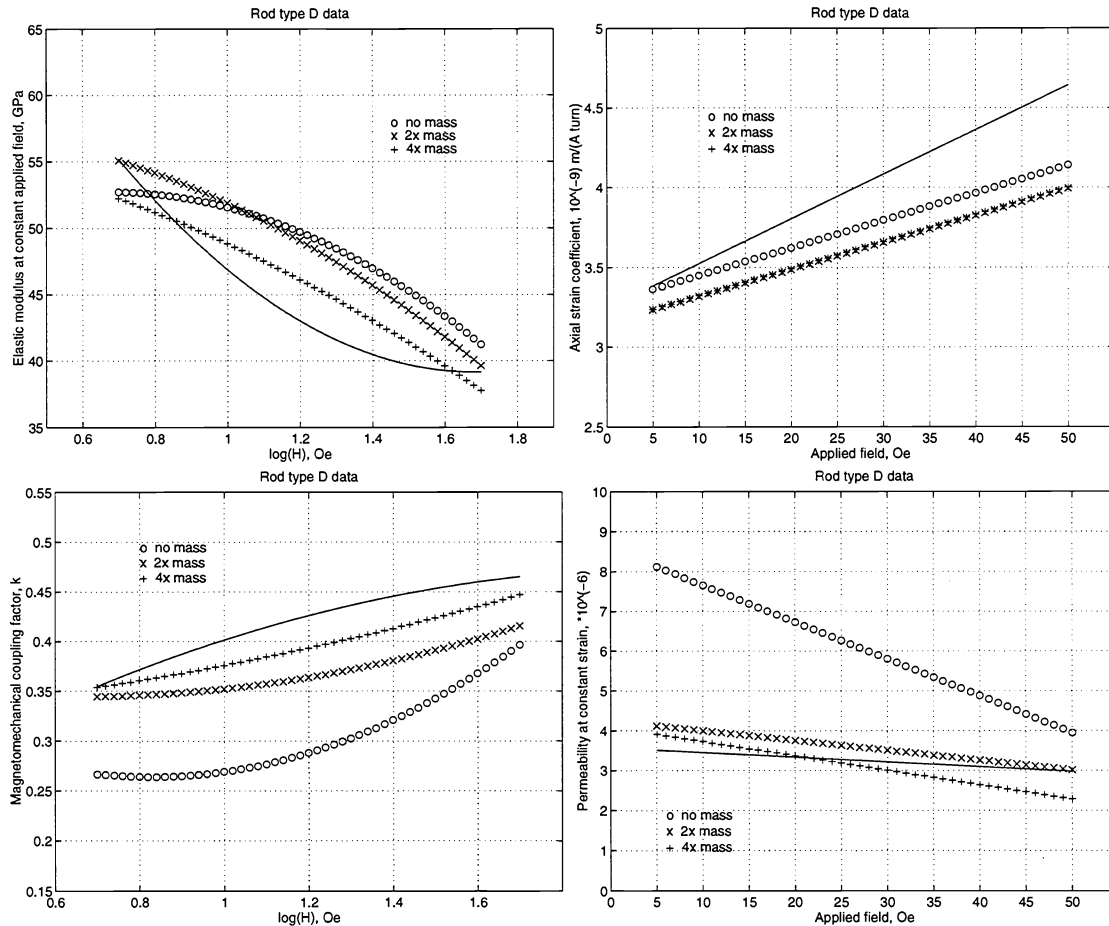 Rod type D data
65
60
55
50
45
40
35
Elastic modulus at constant applied field, GPa
o no mass
x 2x mass
+ 4x mass
0.6 0.8 1 1.2 1.4 1.6 1.8
log(H), Oe
Rod type D data
5
4.5
4
3.5
3
2.5
Axial strain coefficient, 10^(-9) m/(A turn)
o no mass
x 2x mass
+ 4x mass
0 5 10 15 20 25 30 35 40 45 50
Applied field, Oe
Rod type D data
0.55
0.5
0.45
0.4
0.35
0.3
0.25
0.2
0.15
Magnetomechanical coupling factor, k
o no mass
x 2x mass
+ 4x mass
0.6 0.8 1 1.2 1.4 1.6
log(H), Oe
Rod type D data
10
9
8
7
6
5
4
3
2
1
0
Permeability at constant strain, *10^(-6)
o no mass
x 2x mass
+ 4x mass
0 5 10 15 20 25 30 35 40 45 50
Applied field, Oe